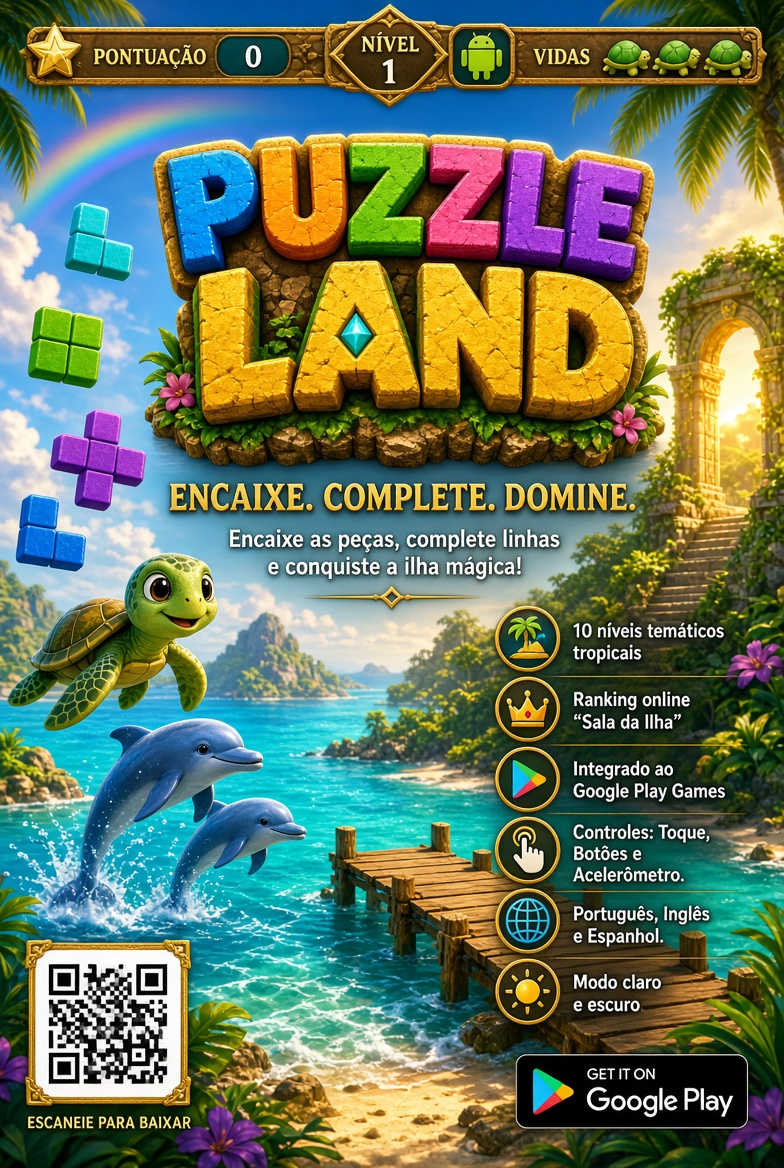 PONTUAÇÃO 0 NÍVEL 1 VIDAS
PUZZLE
LAND
ENCAIXE. COMPLETE. DOMINE.
Encaixe as peças, complete linhas
e conquiste a ilha mágica!
10 níveis temáticos
tropicais
Ranking online
“Sala da Ilha”
Integrado ao
Google Play Games
Controles: Toque,
Botões e
Acelerômetro.
Português, Inglês
e Espanhol.
Modo claro
e escuro
ESCANEIE PARA BAIXAR
GET IT ON
Google Play